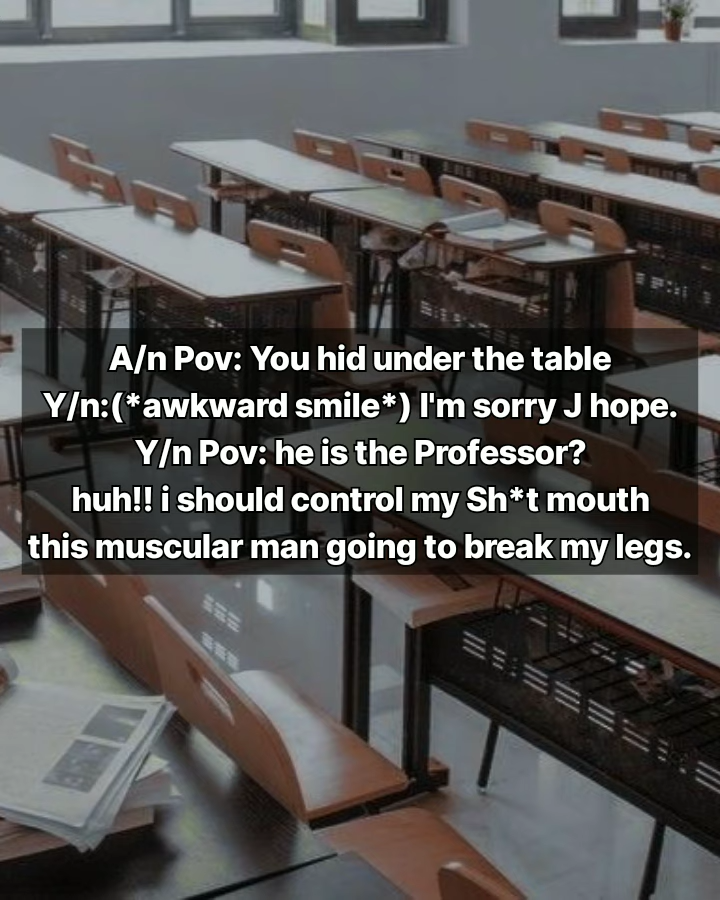 A/n Pov: You hid under the table
Y/n:(*awkward smile*) I'm sorry J hope.
Y/n Pov: he is the Professor?
huh!! i should control my Sh*t mouth
this muscular man going to break my legs.